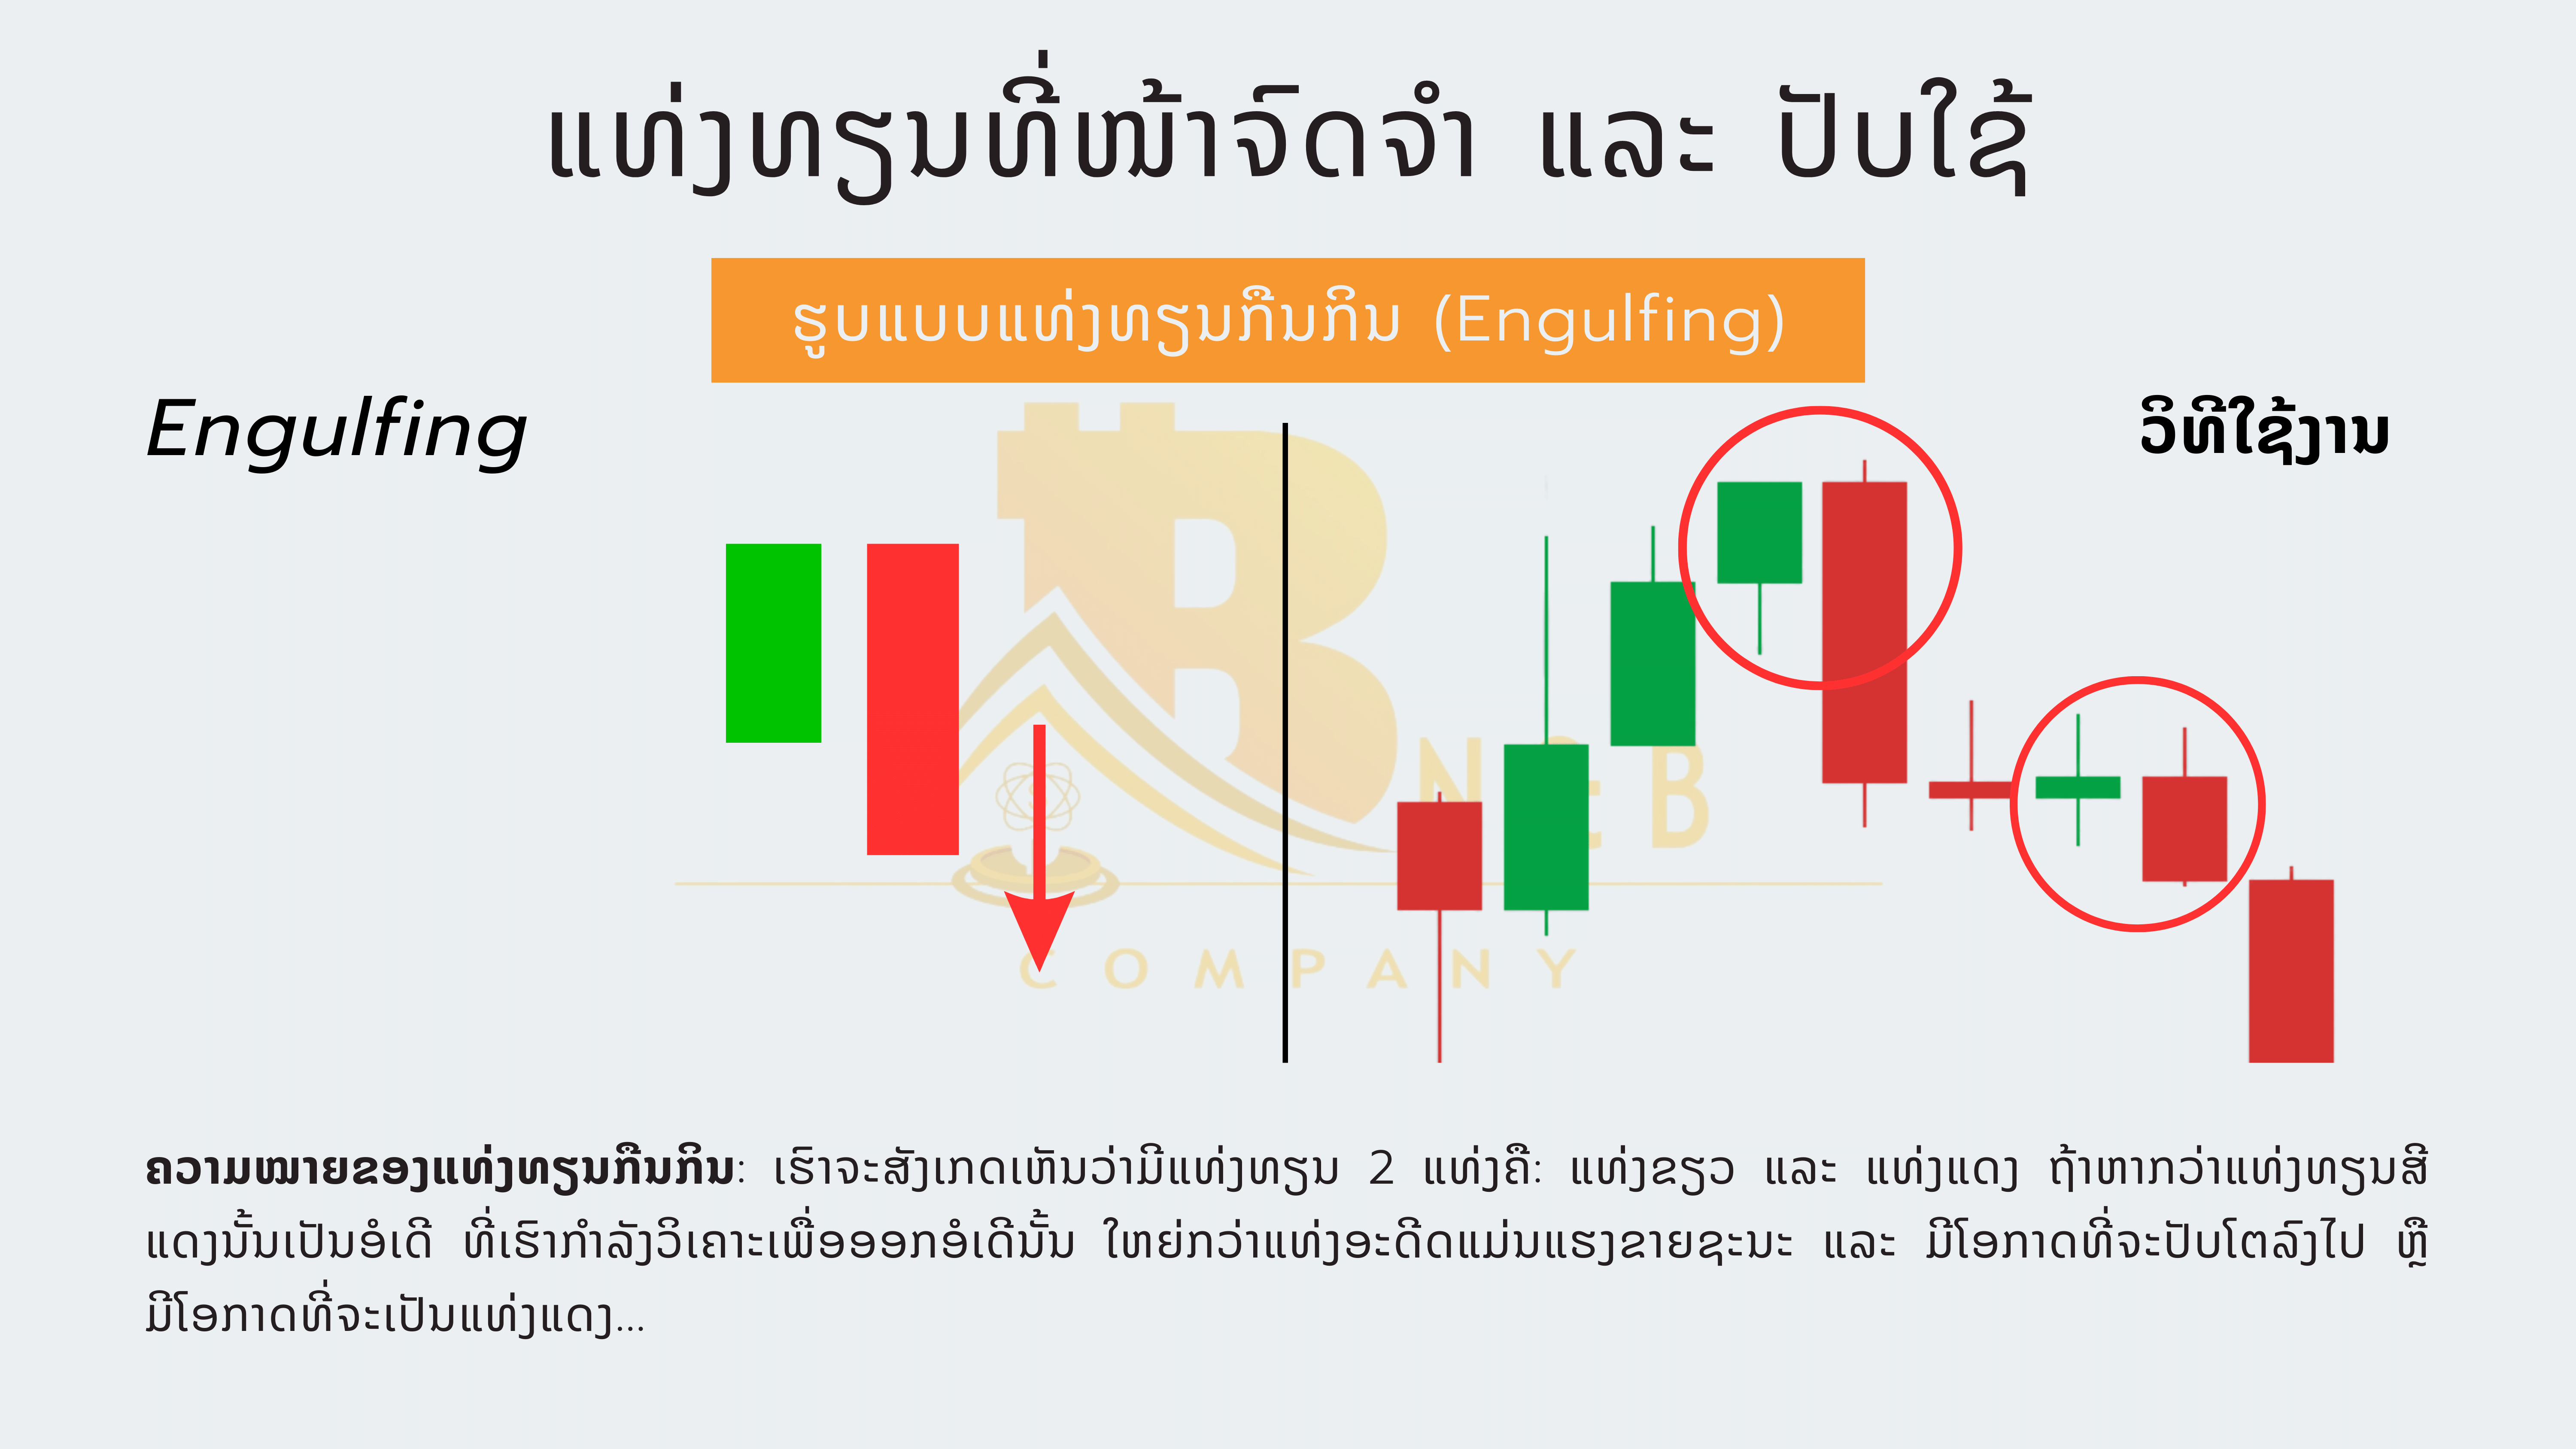 ແທ່ງທຽນທີ່ໜ້າຈົດຈຳ ແລະ ປັບໃຊ້
ຮູບແບບແທ່ງທຽນກືນກິນ (Engulfing)
Engulfing
ວິທີໃຊ້ງານ
COMPANY
ຄວາມໝາຍຂອງແທ່ງທຽນກືນກິນ: ເຮົາຈະສັງເກດເຫັນວ່າມີແທ່ງທຽນ 2 ແທ່ງຄື: ແທ່ງຂຽວ ແລະ ແທ່ງແດງ ຖ້າຫາກວ່າແທ່ງທຽນສີ
ແດງນັ້ນເປັນອໍເດີ ທີ່ເຮົາກຳລັງວິເຄາະເພື່ອອອກອໍເດີນັ້ນ ໃຫຍ່ກວ່າແທ່ງອະດີດແມ່ນແຮງຂາຍຊະນະ ແລະ ມີໂອກາດທີ່ຈະປັບໂຕລົງໄປ ຫຼື
ມີໂອກາດທີ່ຈະເປັນແທ່ງແດງ...